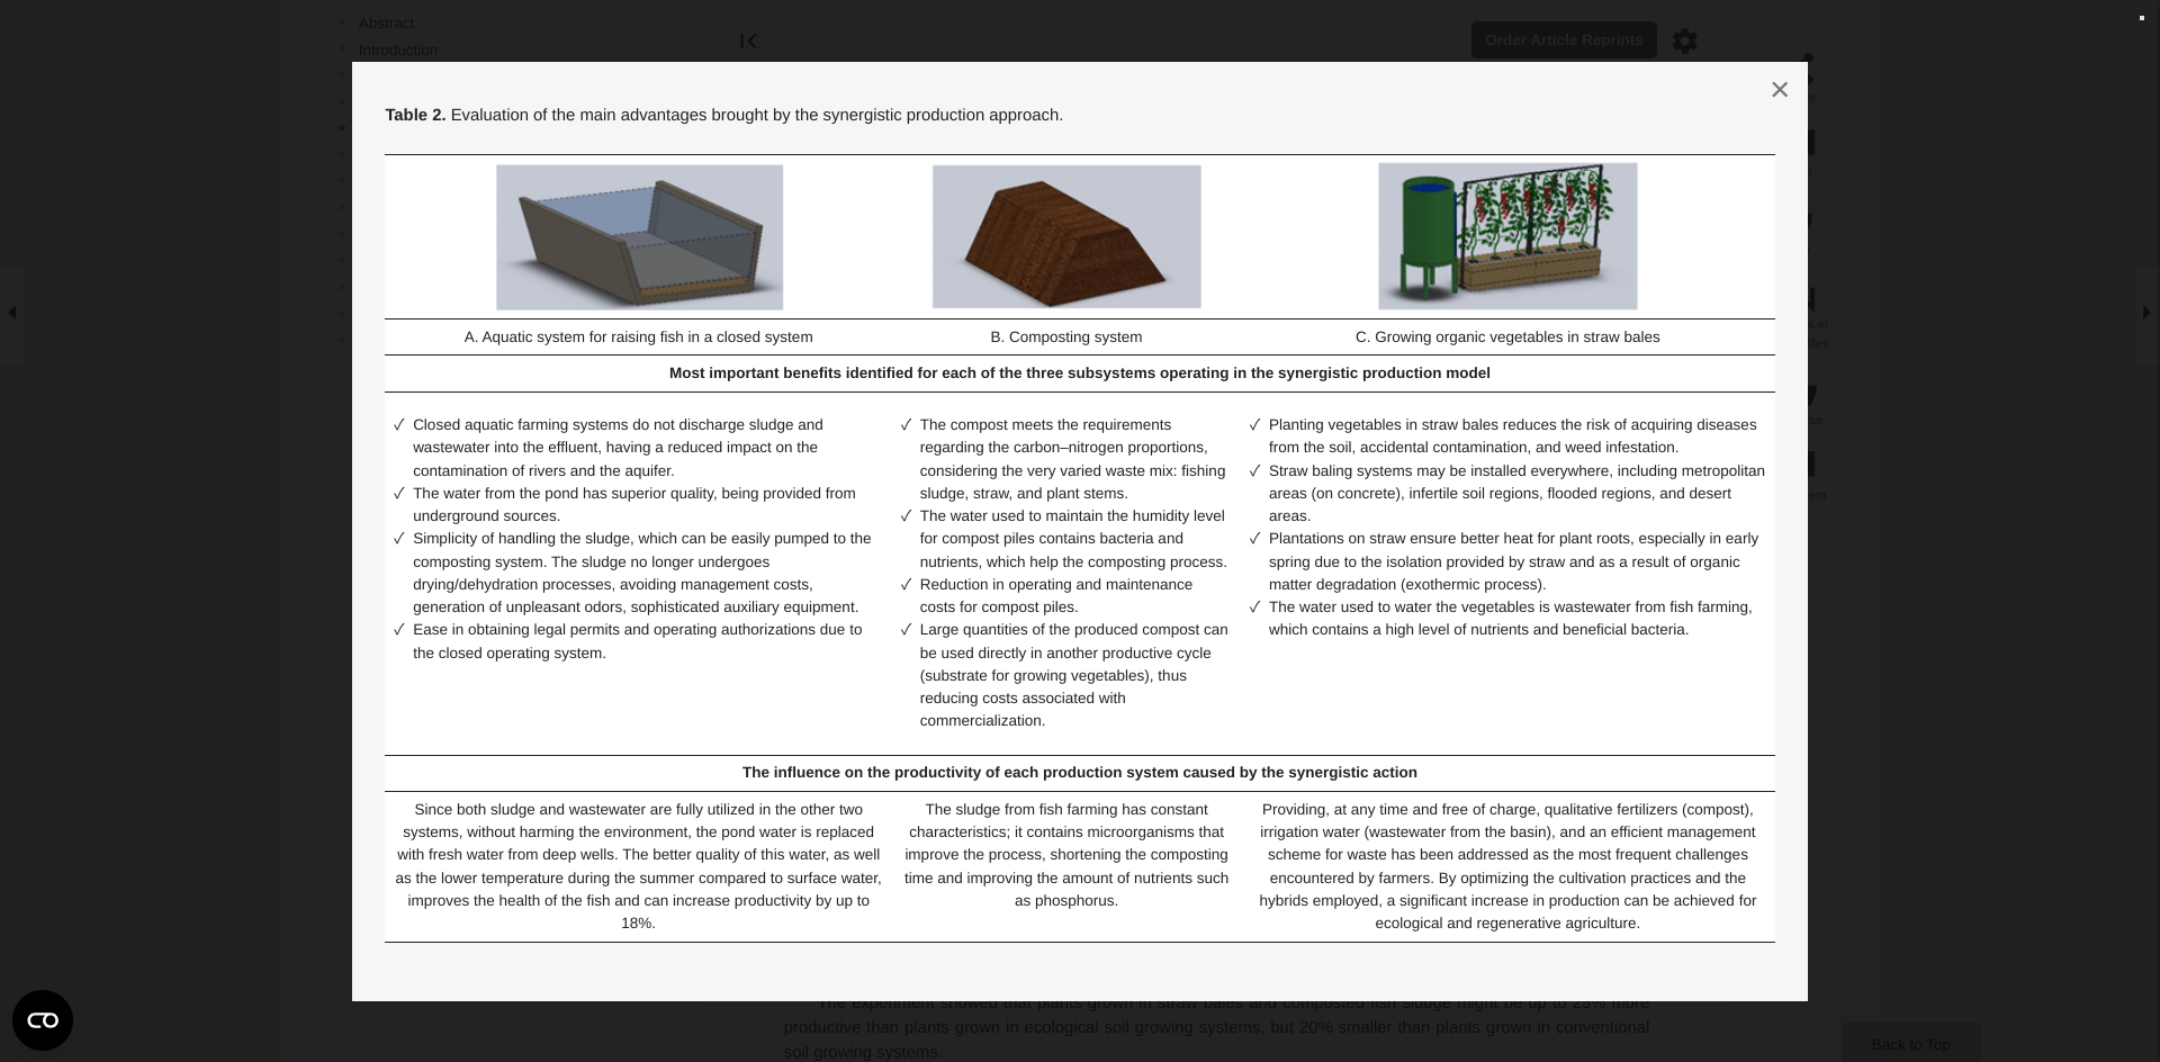 Abstract
Introduction
Order Article Reprints
Table 2. Evaluation of the main advantages brought by the synergistic production approach.
A. Aquatic system for raising fish in a closed system
B. Composting system
C. Growing organic vegetables in straw bales
Most important benefits identified for each of the three subsystems operating in the synergistic production model
✓ Closed aquatic farming systems do not discharge sludge and
wastewater into the effluent, having a reduced impact on the
contamination of rivers and the aquifer.
✓ The water from the pond has superior quality, being provided from
underground sources.
✓ Simplicity of handling the sludge, which can be easily pumped to the
composting system. The sludge no longer undergoes
drying/dehydration processes, avoiding management costs,
generation of unpleasant odors, sophisticated auxiliary equipment.
✓ Ease in obtaining legal permits and operating authorizations due to
the closed operating system.
✓ The compost meets the requirements
regarding the carbon–nitrogen proportions,
considering the very varied waste mix: fishing
sludge, straw, and plant stems.
✓ The water used to maintain the humidity level
for compost piles contains bacteria and
nutrients, which help the composting process.
✓ Reduction in operating and maintenance
costs for compost piles.
✓ Large quantities of the produced compost can
be used directly in another productive cycle
(substrate for growing vegetables), thus
reducing costs associated with
commercialization.
✓ Planting vegetables in straw bales reduces the risk of acquiring diseases
from the soil, accidental contamination, and weed infestation.
✓ Straw baling systems may be installed everywhere, including metropolitan
areas (on concrete), infertile soil regions, flooded regions, and desert
areas.
✓ Plantations on straw ensure better heat for plant roots, especially in early
spring due to the isolation provided by straw and as a result of organic
matter degradation (exothermic process).
✓ The water used to water the vegetables is wastewater from fish farming,
which contains a high level of nutrients and beneficial bacteria.
The influence on the productivity of each production system caused by the synergistic action
Since both sludge and wastewater are fully utilized in the other two
systems, without harming the environment, the pond water is replaced
with fresh water from deep wells. The better quality of this water, as well
as the lower temperature during the summer compared to surface water,
improves the health of the fish and can increase productivity by up to
18%.
The sludge from fish farming has constant
characteristics; it contains microorganisms that
improve the process, shortening the composting
time and improving the amount of nutrients such
as phosphorus.
Providing, at any time and free of charge, qualitative fertilizers (compost),
irrigation water (wastewater from the basin), and an efficient management
scheme for waste has been addressed as the most frequent challenges
encountered by farmers. By optimizing the cultivation practices and the
hybrids employed, a significant increase in production can be achieved for
ecological and regenerative agriculture.
The experiment showed that plants grown in straw bales and composted fish sludge might be up to 25% more
productive than plants grown in ecological soil growing systems, but 20% smaller than plants grown in conventional
soil growing systems.
Back to Top